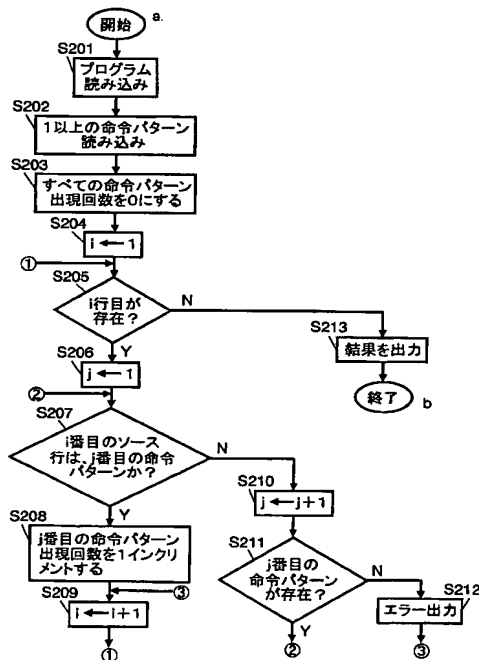 開始
a.
S201
プログラム
読み込み
S202
1以上の命令パターン
読み込み
S203
すべての命令パターン
出現回数を0にする
S204
i ← 1
①
S205
i行目が
存在?
N
Y
S213
結果を出力
終了
b
S206
j ← 1
②
S207
i番目のソース
行は、j番目の命令
パターンか?
N
Y
S210
j ← j+1
S208
j番目の命令パターン
出現回数を1インクリ
メントする
S211
j番目の
命令パターン
が存在?
N
Y
S212
エラー出力
③
S209
i ← i+1
①
②
③